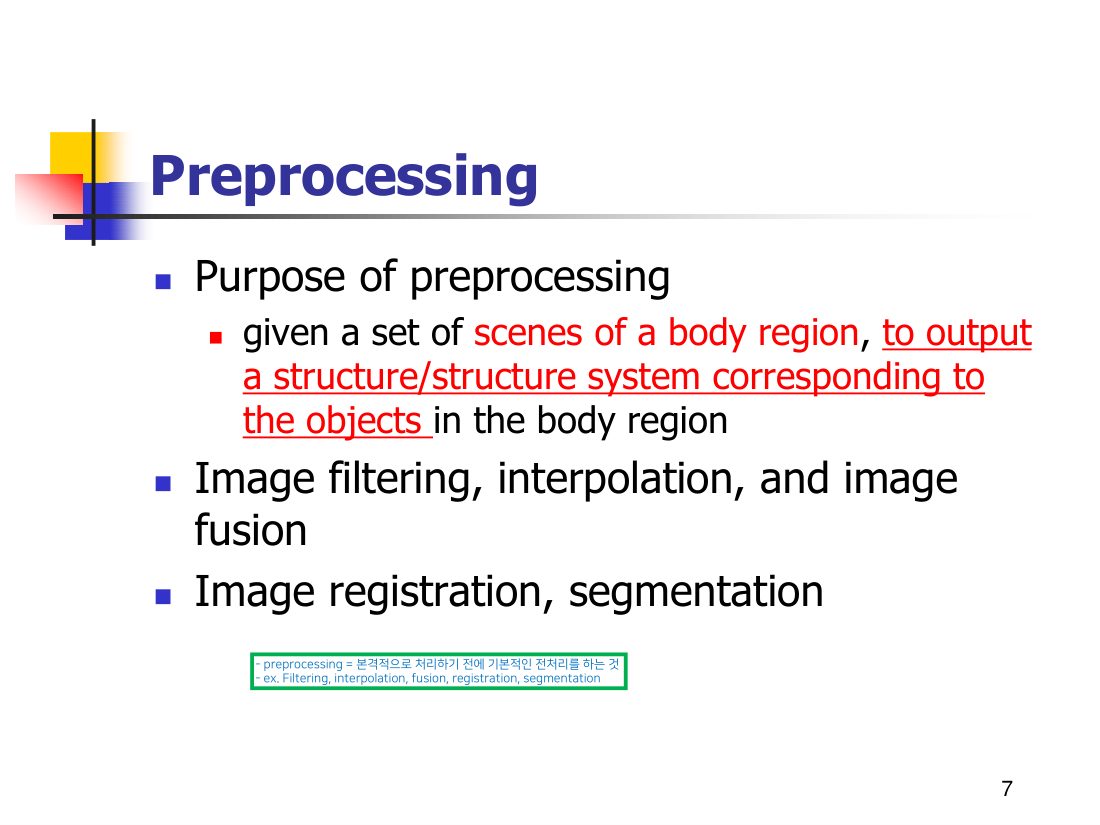 Preprocessing
Purpose of preprocessing
given a set of scenes of a body region, to output
a structure/structure system corresponding to
the objects in the body region
Image filtering, interpolation, and image
fusion
Image registration, segmentation
- preprocessing = 본격적으로 처리하기 전에 기본적인 전처리를 하는 것
- ex. Filtering, interpolation, fusion, registration, segmentation
7